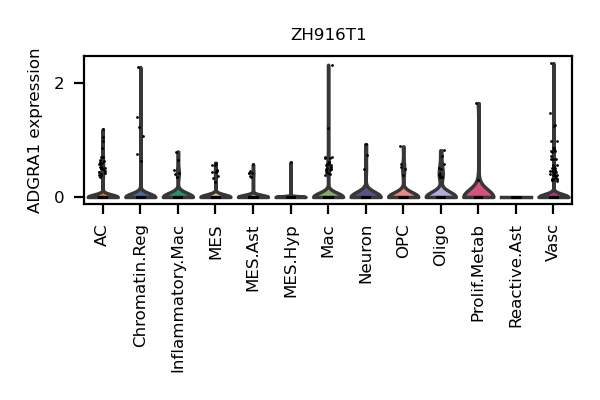 ZH916T1
ADGRA1 expression
2
0
AC
Chromatin.Reg
Inflammatory.Mac
MES
MES.Ast
MES.Hyp
Mac
Neuron
OPC
Oligo
Prolif.Metab
Reactive.Ast
Vasc